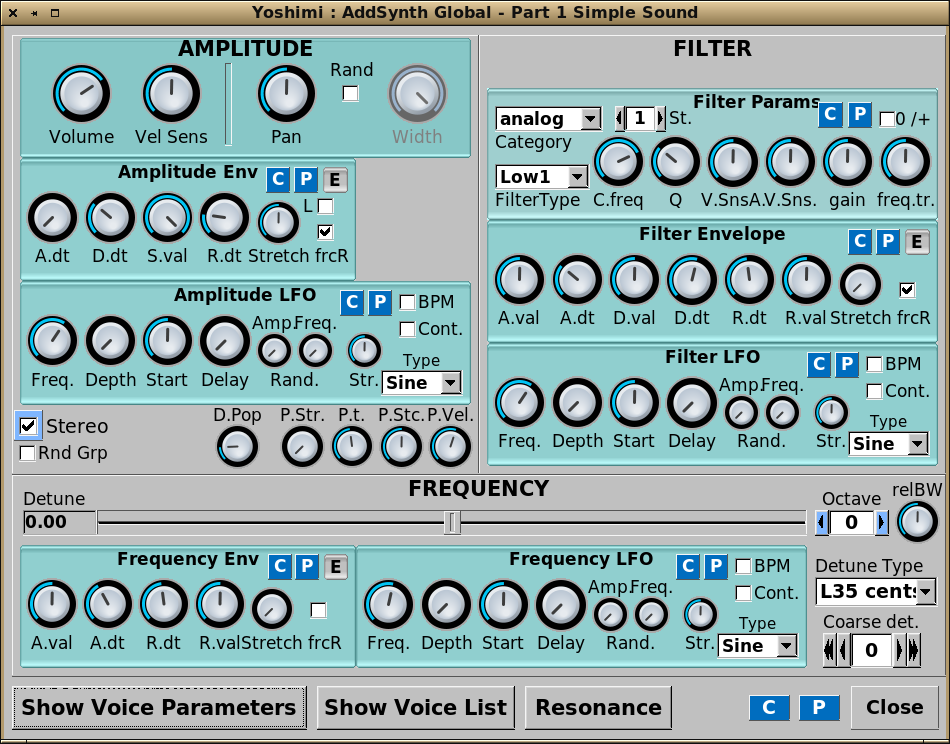 Yoshimi : AddSynth Global - Part 1 Simple Sound
AMPLITUDE
Rand
Volume Vel Sens Pan Width
Amplitude Env C P E
L
A.dt D.dt S.val R.dt Stretch frcR
Amplitude LFO C P BPM
Cont.
Amp. Freq.
Type
Freq. Depth Start Delay Rand. Str. Sine
Stereo D.Pop P.Str. P.t. P.Stc. P.Vel.
Rnd Grp
FILTER
Filter Params C P 0 /+
analog 1 St.
Category
Low1
FilterType C.freq Q V.SnsA. V.Sns. gain freq.tr.
Filter Envelope C P E
A.val A.dt D.val D.dt R.dt R.val Stretch frcR
Filter LFO C P BPM
Cont.
Amp. Freq.
Type
Freq. Depth Start Delay Rand. Str. Sine
FREQUENCY
Detune Octave relBW
0.00 0
Frequency Env C P E
A.val A.dt R.dt R.val Stretch frcR
Frequency LFO C P BPM
Cont.
Amp. Freq.
Type
Freq. Depth Start Delay Rand. Str. Sine
Detune Type
L35 cents
Coarse det.
0
Show Voice Parameters Show Voice List Resonance C P Close